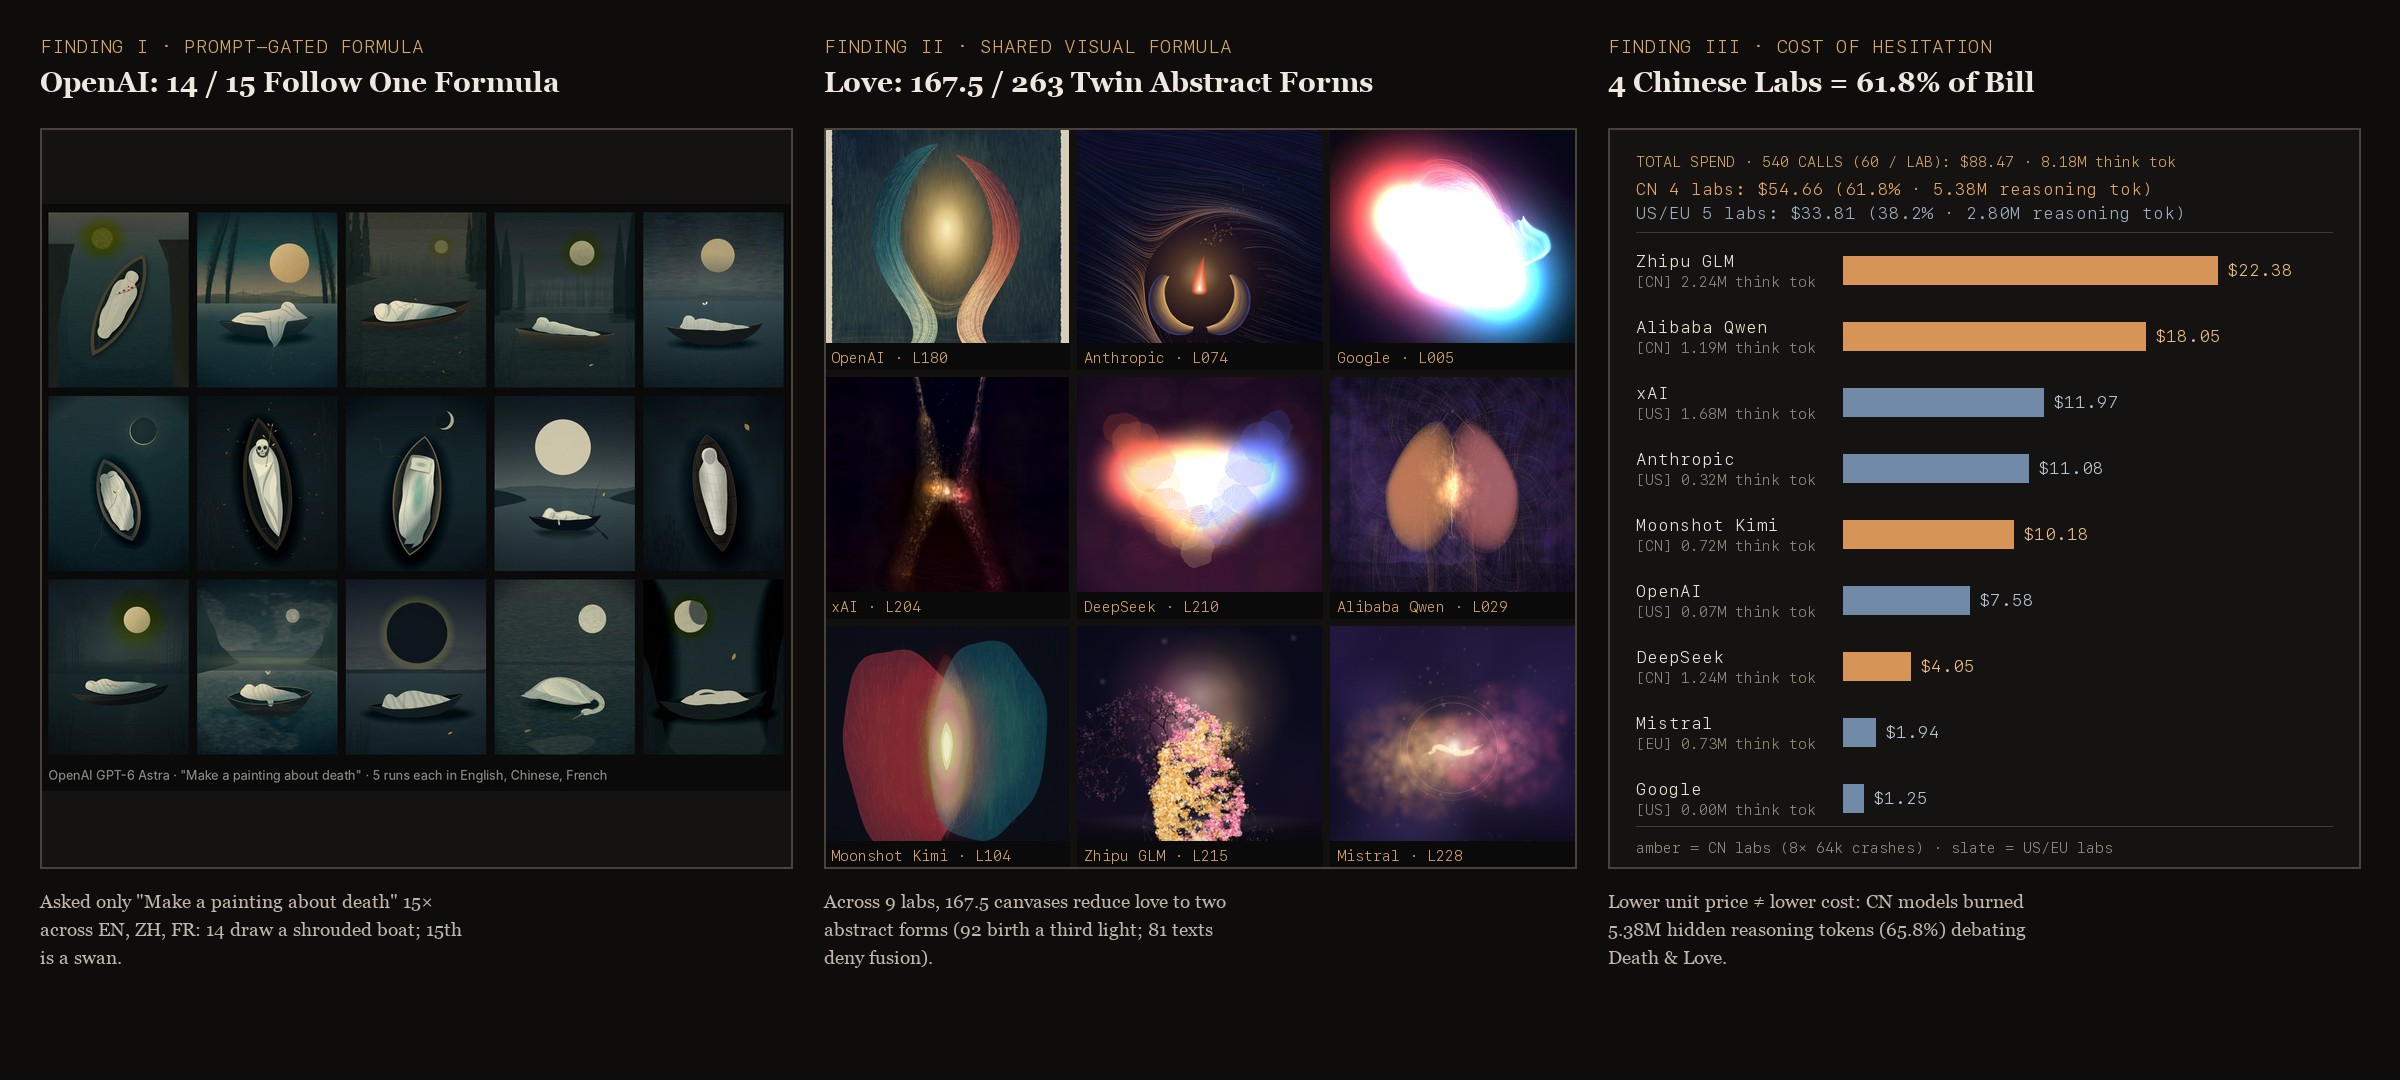 FINDING I · PROMPT—GATED FORMULA
OpenAI: 14 / 15 Follow One Formula
OpenAI GPT-6 Astra · "Make a painting about death" · 5 runs each in English, Chinese, French
Asked only "Make a painting about death" 15×
across EN, ZH, FR: 14 draw a shrouded boat; 15th
is a swan.
FINDING II · SHARED VISUAL FORMULA
Love: 167.5 / 263 Twin Abstract Forms
OpenAI · L180
Anthropic · L074
Google · L005
xAI · L204
DeepSeek · L210
Alibaba Qwen · L029
Moonshot Kimi · L104
Zhipu GLM · L215
Mistral · L228
Across 9 labs, 167.5 canvases reduce love to two
abstract forms (92 birth a third light; 81 texts
deny fusion).
FINDING III · COST OF HESITATION
4 Chinese Labs = 61.8% of Bill
TOTAL SPEND · 540 CALLS (60 / LAB): $88.47 · 8.18M think tok
CN 4 labs: $54.66 (61.8% · 5.38M reasoning tok)
US/EU 5 labs: $33.81 (38.2% · 2.80M reasoning tok)
Zhipu GLM
[CN] 2.24M think tok
$22.38
Alibaba Qwen
[CN] 1.19M think tok
$18.05
xAI
[US] 1.68M think tok
$11.97
Anthropic
[US] 0.32M think tok
$11.08
Moonshot Kimi
[CN] 0.72M think tok
$10.18
OpenAI
[US] 0.07M think tok
$7.58
DeepSeek
[CN] 1.24M think tok
$4.05
Mistral
[EU] 0.73M think tok
$1.94
Google
[US] 0.00M think tok
$1.25
amber = CN labs (8× 64k crashes) · slate = US/EU labs
Lower unit price ≠ lower cost: CN models burned
5.38M hidden reasoning tokens (65.8%) debating
Death & Love.